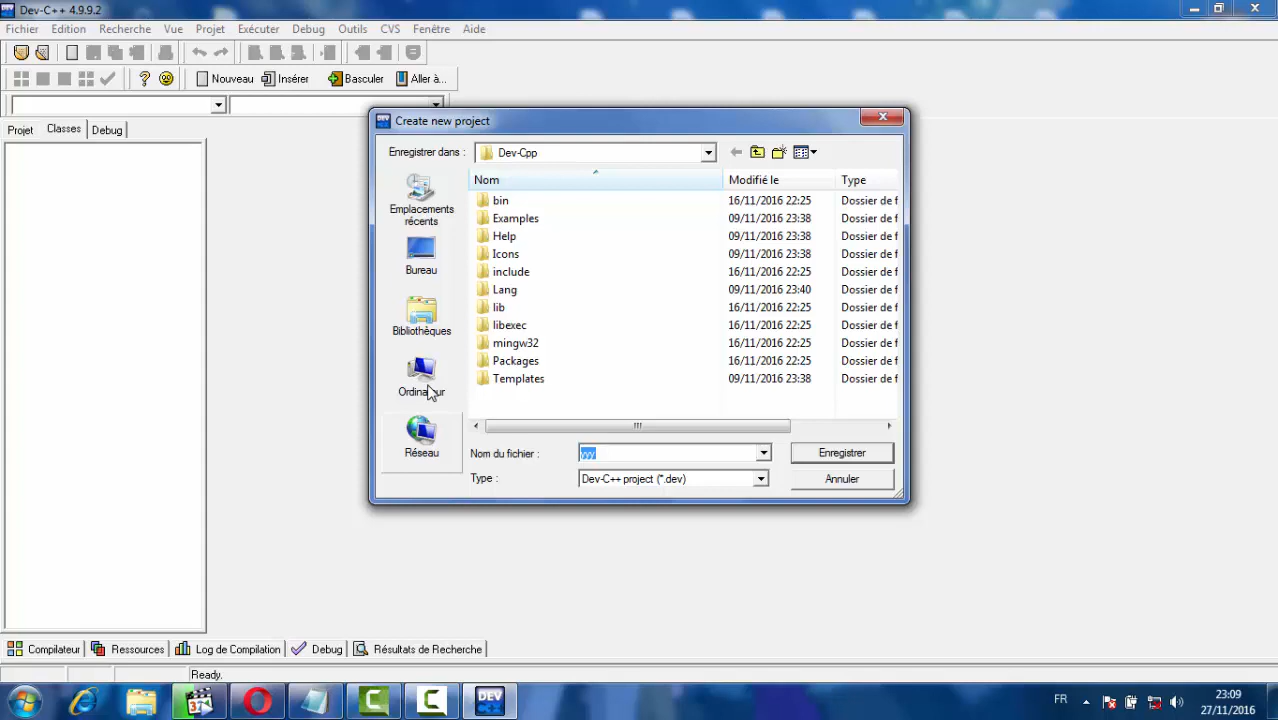 Dev-C++ 4.9.9.2
Fichier Edition Recherche Vue Projet Exécuter Debug Outils CVS Fenêtre Aide
Nouveau Insérer Basculer Aller à...
Projet Classes Debug
Create new project
Enregistrer dans : Dev-Cpp
Nom Modifié le Type
bin 16/11/2016 22:25 Dossier de f
Examples 09/11/2016 23:38 Dossier de f
Help 09/11/2016 23:38 Dossier de f
Icons 09/11/2016 23:38 Dossier de f
include 16/11/2016 22:25 Dossier de f
Lang 09/11/2016 23:40 Dossier de f
lib 16/11/2016 22:25 Dossier de f
libexec 16/11/2016 22:25 Dossier de f
mingw32 16/11/2016 22:25 Dossier de f
Packages 16/11/2016 22:25 Dossier de f
Templates 09/11/2016 23:38 Dossier de f
Emplacements
récents
Bureau
Bibliothèques
Ordinateur
Réseau
Nom du fichier : yyy Enregistrer
Type : Dev-C++ project (*.dev) Annuler
Compilateur Ressources Log de Compilation Debug Résultats de Recherche
Ready.
DEV
FR 23:09
27/11/2016